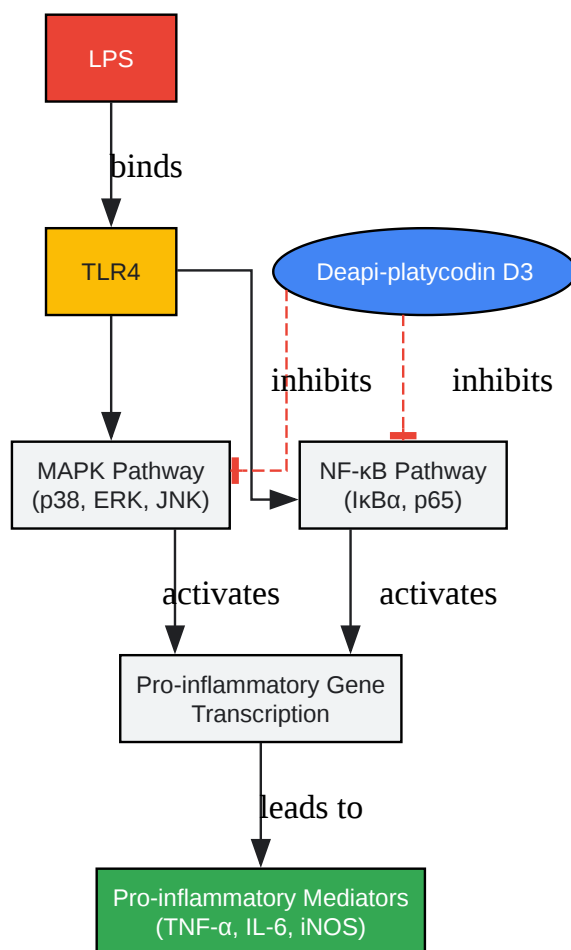 LPS
binds
TLR4
Deapi-platycodin D3
inhibits
inhibits
MAPK Pathway
(p38, ERK, JNK)
NF-κB Pathway
(IκBα, p65)
activates
activates
Pro-inflammatory Gene
Transcription
leads to
Pro-inflammatory Mediators
(TNF-α, IL-6, iNOS)